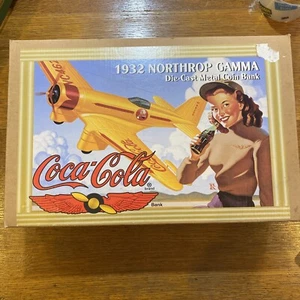 1932 NORTHROP GAMMA
Die-Cast Metal Coin Bank
Coca-Cola
Bank